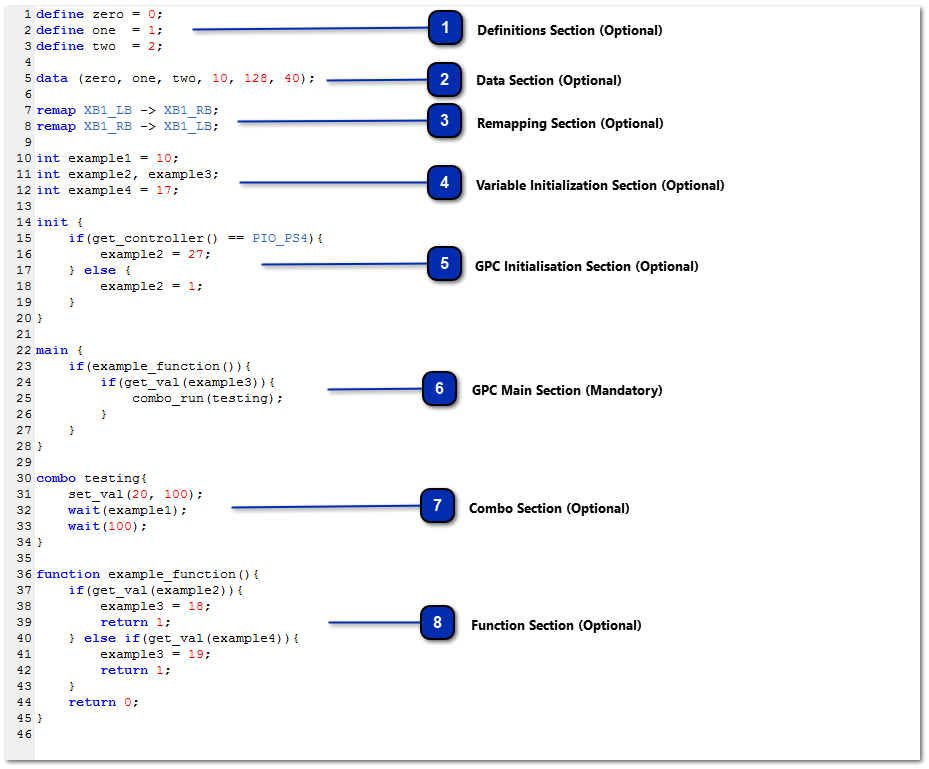 1 define zero = 0;
2 define one  = 1;
3 define two  = 2;
1 Definitions Section (Optional)
4
5 data (zero, one, two, 10, 128, 40);
2 Data Section (Optional)
6
7 remap XB1_LB -> XB1_RB;
8 remap XB1_RB -> XB1_LB;
3 Remapping Section (Optional)
9
10 int example1 = 10;
11 int example2, example3;
12 int example4 = 17;
4 Variable Initialization Section (Optional)
13
14 init {
15     if(get_controller() == PIO_PS4){
16         example2 = 27;
17     } else {
18         example2 = 1;
19     }
20 }
5 GPC Initialisation Section (Optional)
21
22 main {
23     if(example_function()){
24         if(get_val(example3)){
25             combo_run(testing);
26         }
27     }
28 }
6 GPC Main Section (Mandatory)
29
30 combo testing{
31     set_val(20, 100);
32     wait(example1);
33     wait(100);
34 }
7 Combo Section (Optional)
35
36 function example_function(){
37     if(get_val(example2)){
38         example3 = 18;
39         return 1;
40     } else if(get_val(example4)){
41         example3 = 19;
42         return 1;
43     }
44     return 0;
45 }
8 Function Section (Optional)
46